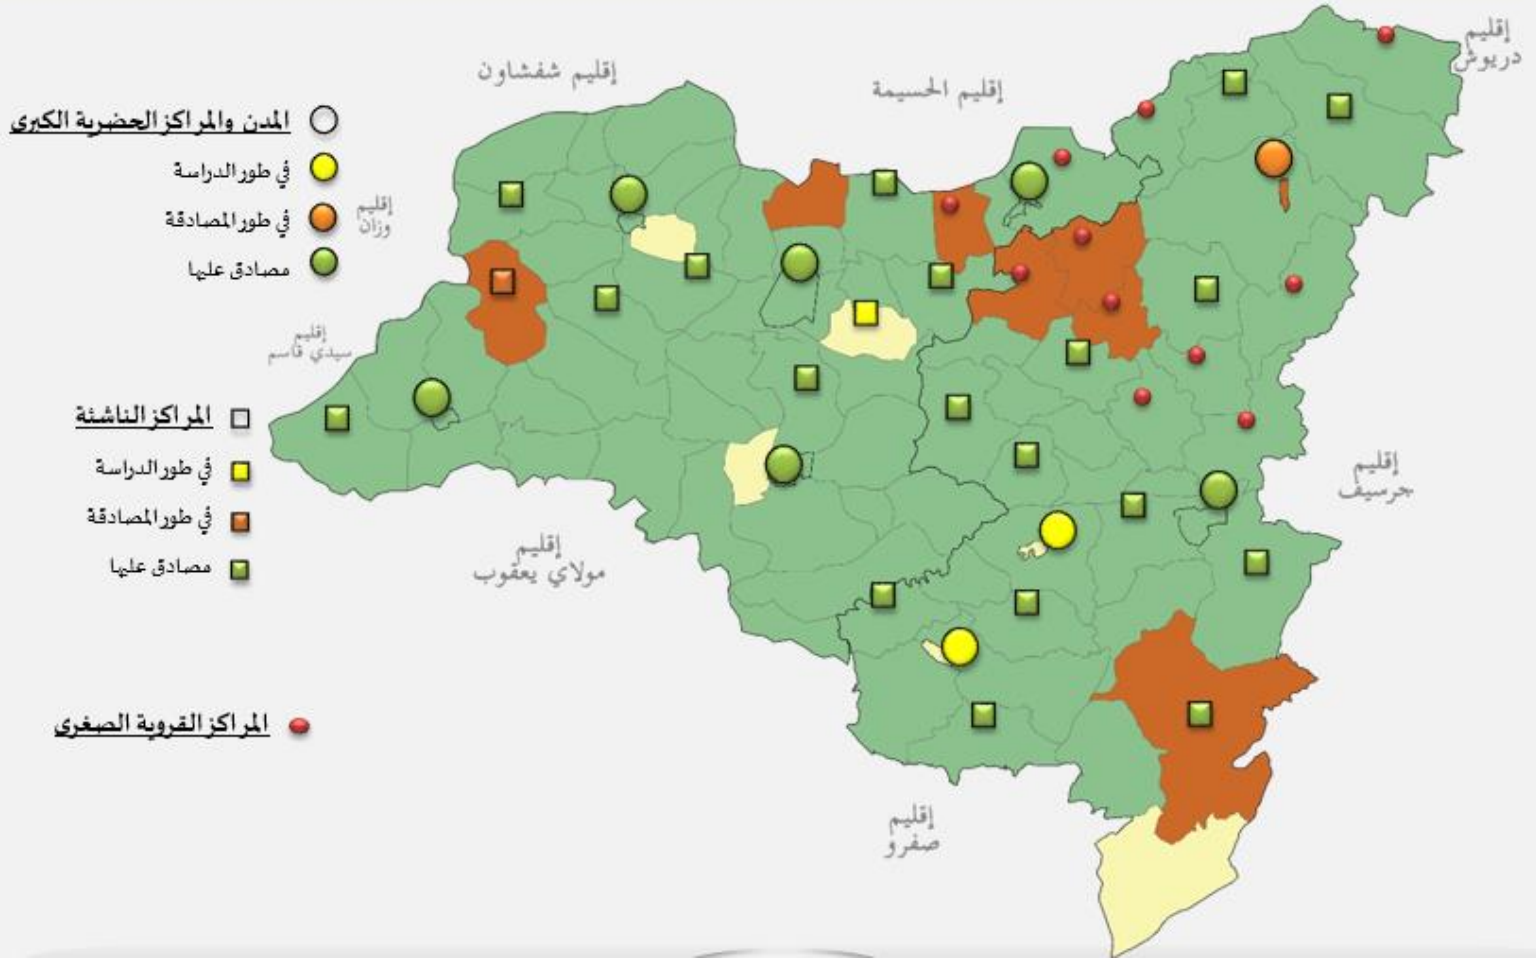 إقليم
دريوش
إقليم شفشاون
إقليم الحسيمة
المدن والمراكز الحضرية الكبرى
في طور الدراسة
في طور المصادقة
مصادق عليها
إقليم
وزان
إقليم
سيدي قاسم
المراكز الناشئة
في طور الدراسة
في طور المصادقة
مصادق عليها
إقليم
جرسيف
إقليم
مولاي يعقوب
المراكز القروية الصغرى
إقليم
صفرو